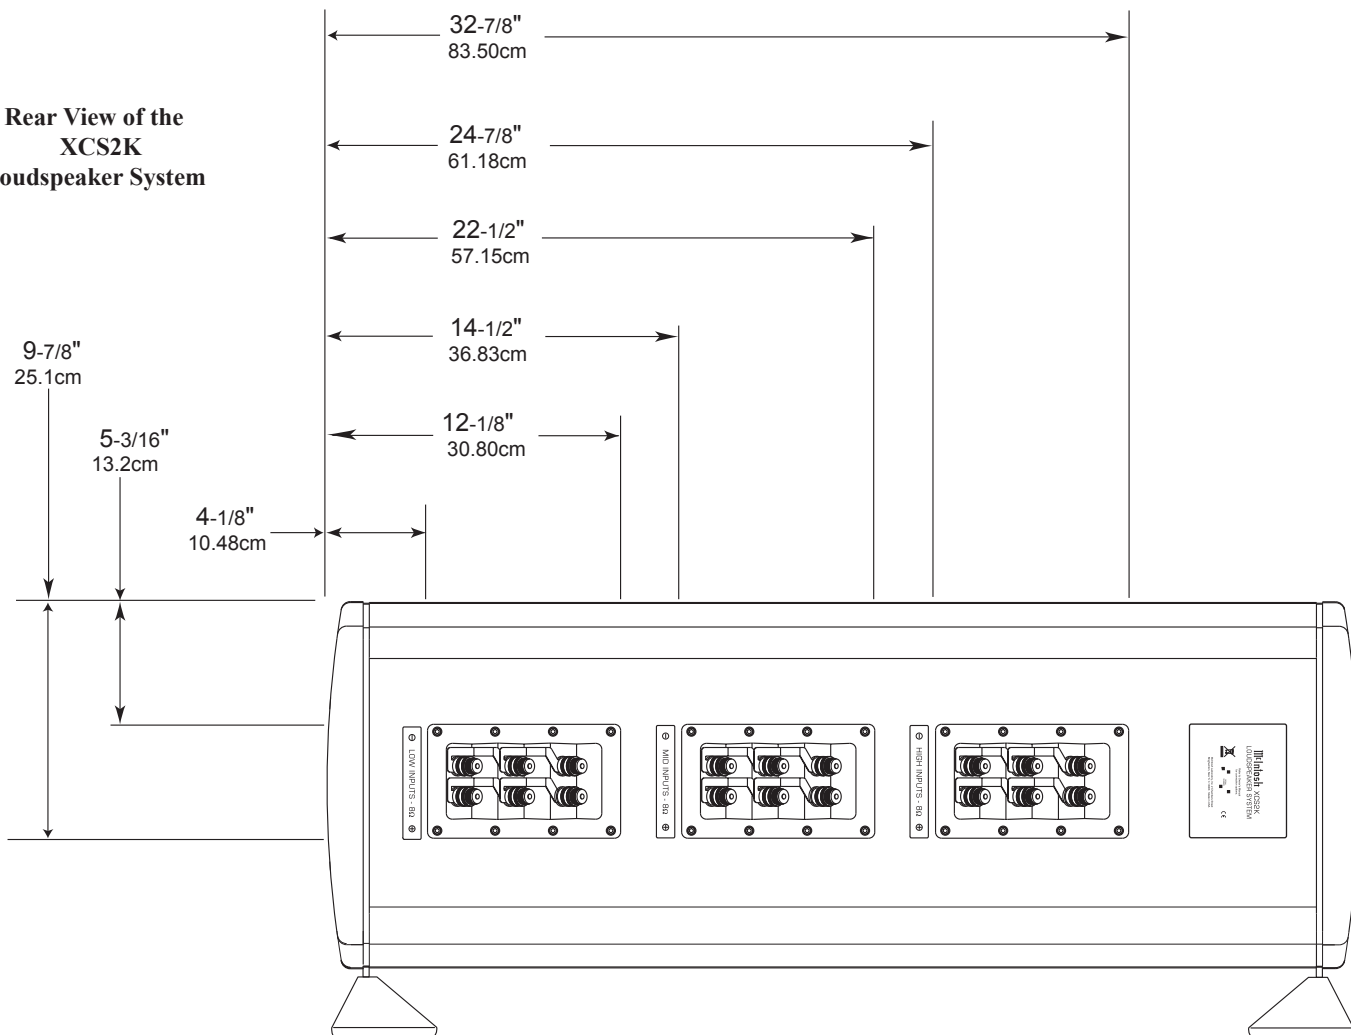 32-7/8"
83.50cm
Rear View of the
XCS2K
oudspeaker System
24-7/8"
61.18cm
22-1/2"
57.15cm
14-1/2"
36.83cm
9-7/8"
25.1cm
12-1/8"
30.80cm
5-3/16"
13.2cm
4-1/8"
10.48cm
LOW INPUTS - 8Ω
MID INPUTS - 8Ω
HIGH INPUTS - 8Ω
McIntosh XCS2K
LOUDSPEAKER SYSTEM
CE